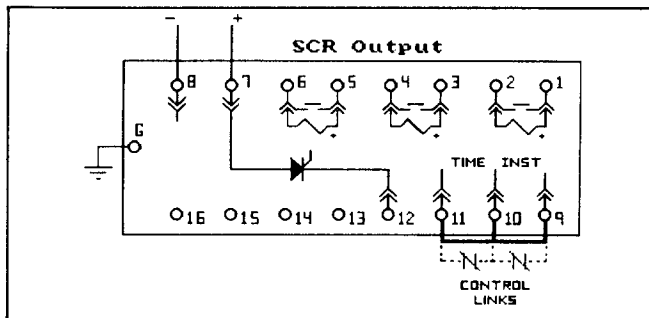 - +
SCR Output
8 7 6 5 4 3 2 1
+ + +
G
TIME INST
16 15 14 13 12 11 10 9
CONTROL
LINKS